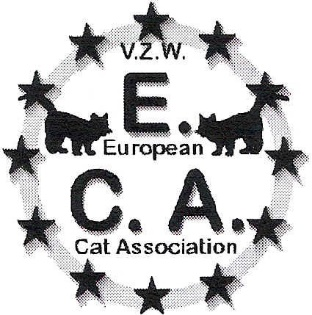 V.Z.W.
E.
European
C. A.
Cat Association